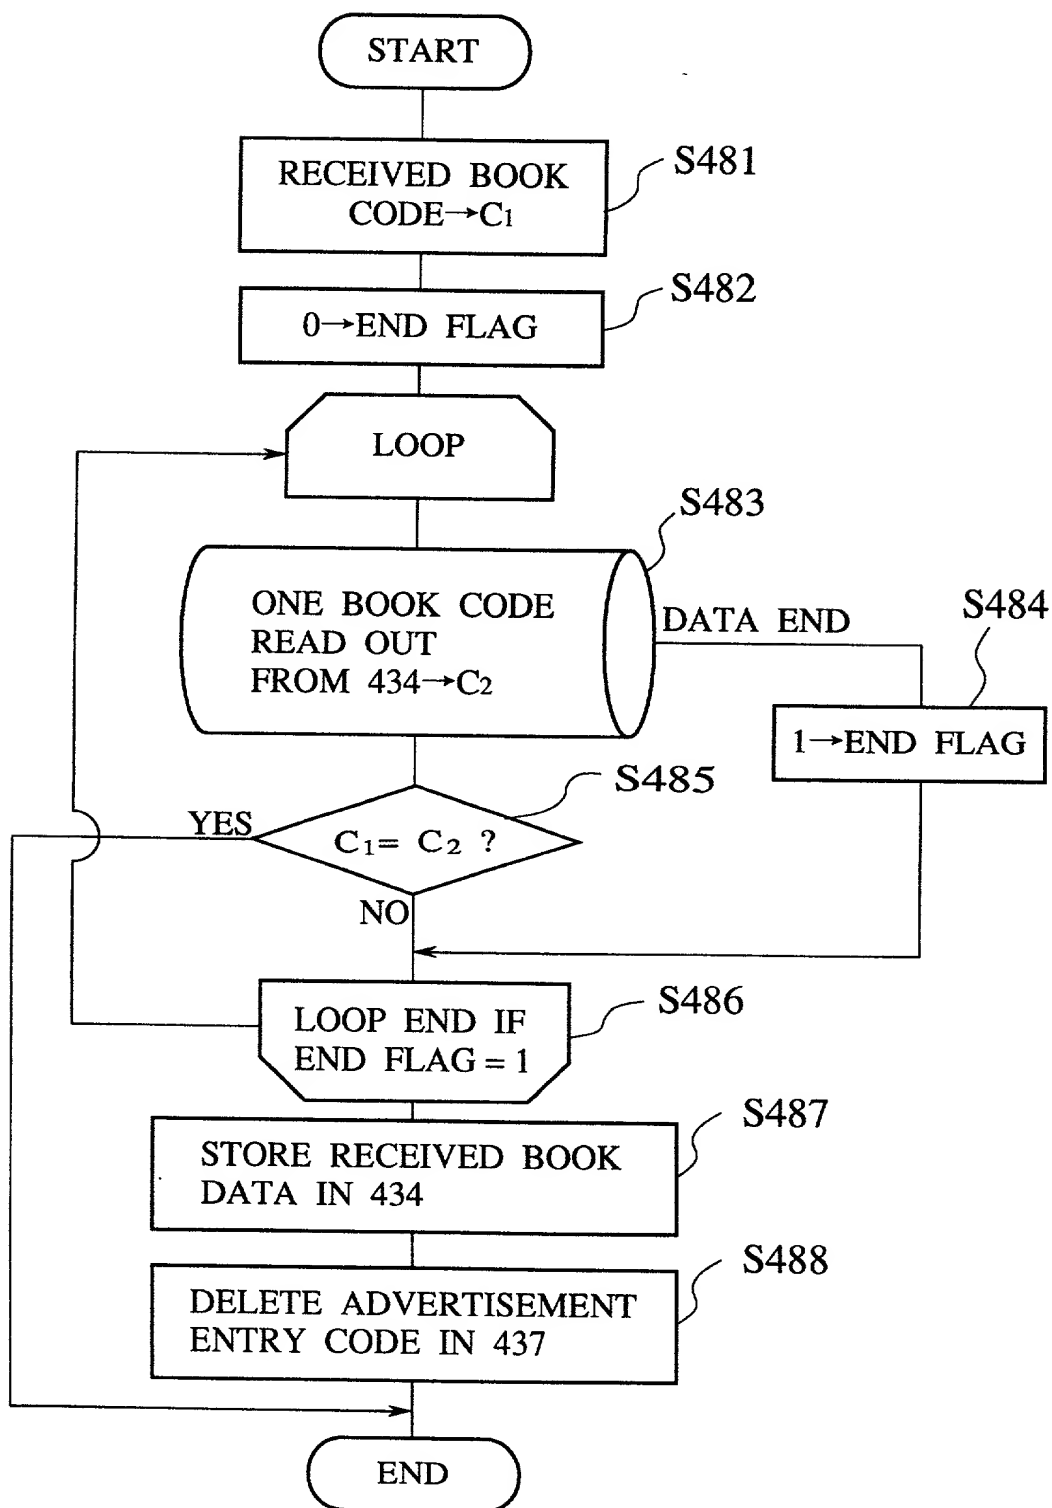 START
RECEIVED BOOK
CODE→C₁
S481
0→END FLAG
S482
LOOP
S483
ONE BOOK CODE
READ OUT
FROM 434→C₂
DATA END
S484
1→END FLAG
S485
YES
C₁= C₂ ?
NO
LOOP END IF
END FLAG = 1
S486
STORE RECEIVED BOOK
DATA IN 434
S487
DELETE ADVERTISEMENT
ENTRY CODE IN 437
S488
END